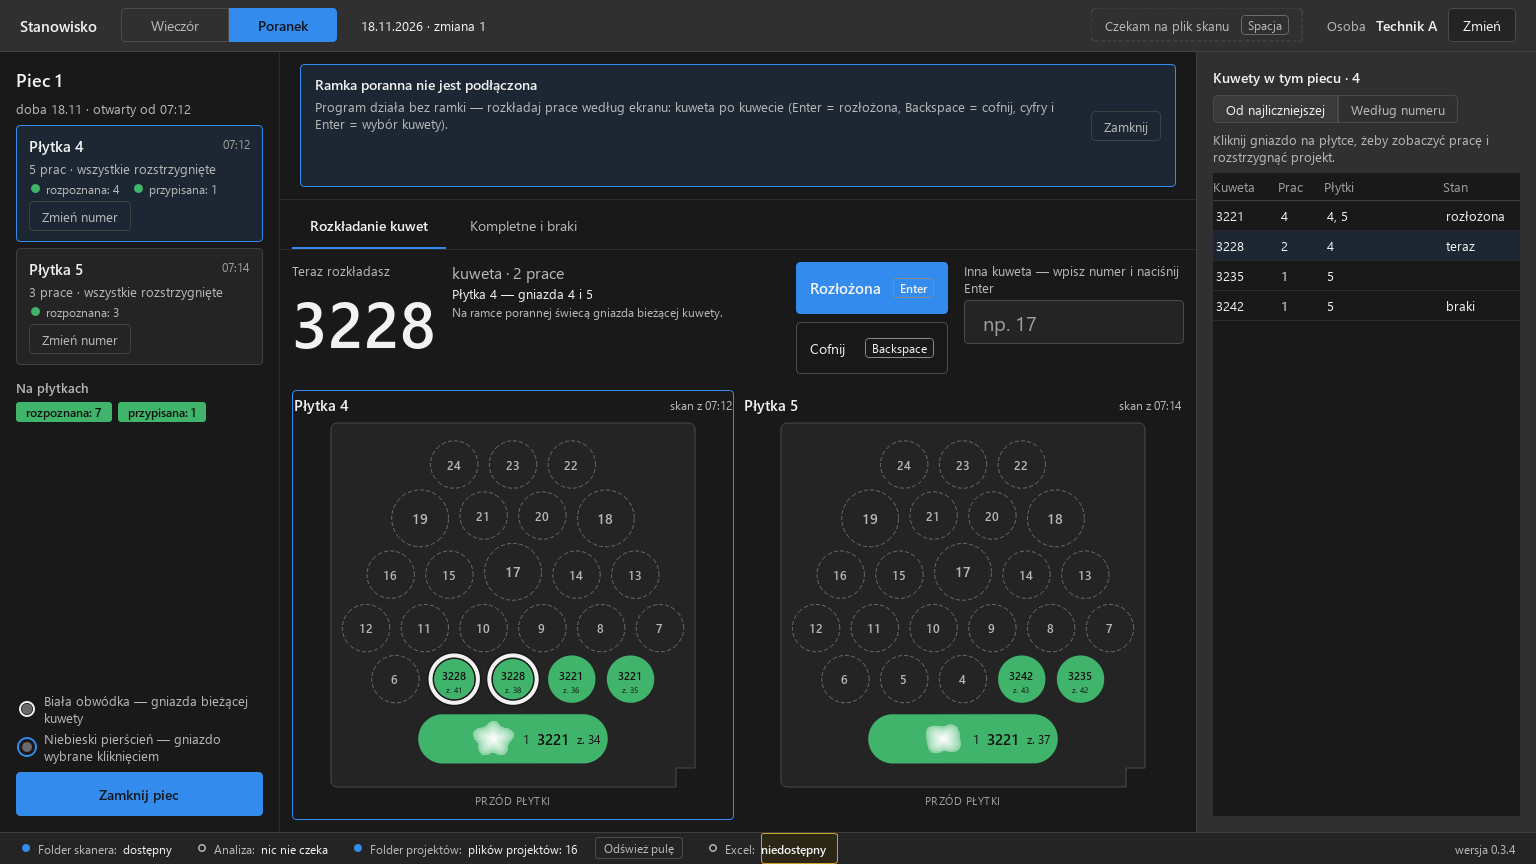 Stanowisko
Wieczór
Poranek
18.11.2026 · zmiana 1
Czekam na plik skanu
Spacja
Osoba
Technik A
Zmień
Piec 1
doba 18.11 · otwarty od 07:12
Płytka 4
07:12
5 prac · wszystkie rozstrzygnięte
rozpoznana: 4
przypisana: 1
Zmień numer
Płytka 5
07:14
3 prace · wszystkie rozstrzygnięte
rozpoznana: 3
Zmień numer
Na płytkach
rozpoznana: 7
przypisana: 1
Biała obwódka — gniazda bieżącej
kuwety
Niebieski pierścień — gniazdo
wybrane kliknięciem
Zamknij piec
Ramka poranna nie jest podłączona
Program działa bez ramki — rozkładaj prace według ekranu: kuweta po kuwecie (Enter = rozłożona, Backspace = cofnij, cyfry i
Enter = wybór kuwety).
Zamknij
Rozkładanie kuwet
Kompletne i braki
Teraz rozkładasz
3228
kuweta · 2 prace
Płytka 4 — gniazda 4 i 5
Na ramce porannej świecą gniazda bieżącej kuwety.
Rozłożona
Enter
Cofnij
Backspace
Inna kuweta — wpisz numer i naciśnij
Enter
np. 17
Płytka 4
skan z 07:12
24 23 22
19 21 20 18
16 15 17 14 13
12 11 10 9 8 7
6 3228 3228 3221 3221
z. 41 z. 38 z. 36 z. 35
1 3221 z. 34
PRZÓD PŁYTKI
Płytka 5
skan z 07:14
24 23 22
19 21 20 18
16 15 17 14 13
12 11 10 9 8 7
6 5 4 3242 3235
z. 43 z. 42
1 3221 z. 37
PRZÓD PŁYTKI
Kuwety w tym piecu · 4
Od najliczniejszej
Według numeru
Kliknij gniazdo na płytce, żeby zobaczyć pracę i
rozstrzygnąć projekt.
Kuweta Prac Płytki Stan
3221 4 4, 5 rozłożona
3228 2 4 teraz
3235 1 5
3242 1 5 braki
Folder skanera: dostępny
Analiza: nic nie czeka
Folder projektów: plików projektów: 16
Odśwież pulę
Excel: niedostępny
wersja 0.3.4